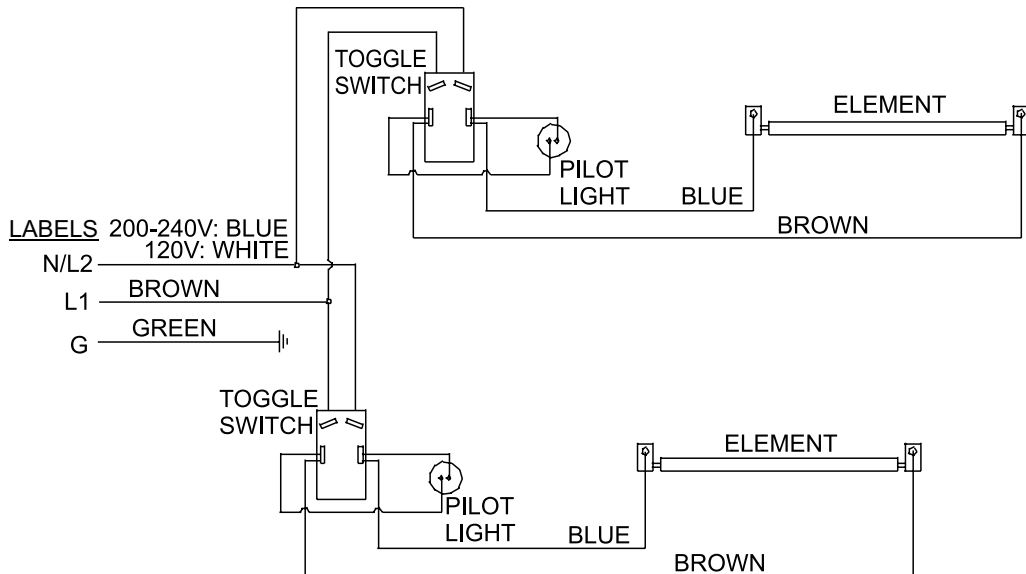 TOGGLE
SWITCH
ELEMENT
PILOT
LIGHT
BLUE
BROWN
LABELS 200-240V: BLUE
120V: WHITE
N/L2
L1
BROWN
G
GREEN
TOGGLE
SWITCH
ELEMENT
PILOT
LIGHT
BLUE
BROWN